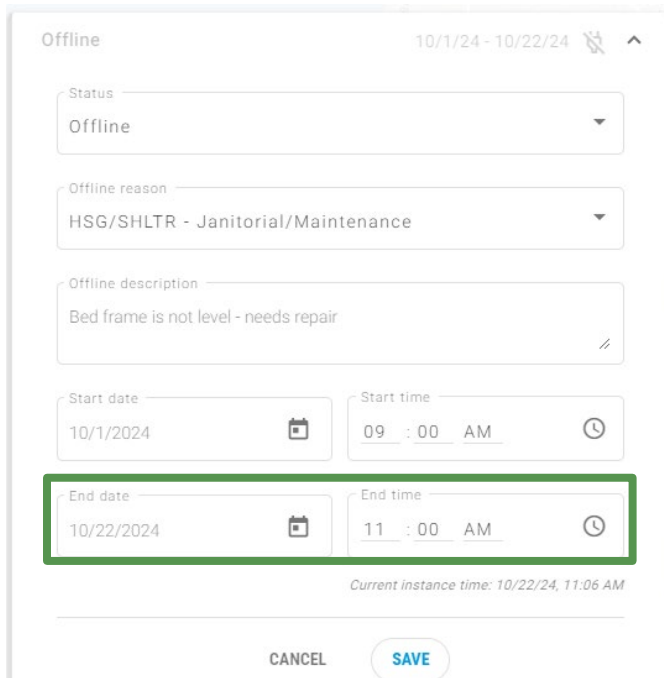 Offline 10/1/24 - 10/22/24
Status
Offline
Offline reason
HSG/SHLTR - Janitorial/Maintenance
Offline description
Bed frame is not level - needs repair
Start date Start time
10/1/2024 09 : 00 AM
End date End time
10/22/2024 11 : 00 AM
Current instance time: 10/22/24, 11:06 AM
CANCEL SAVE